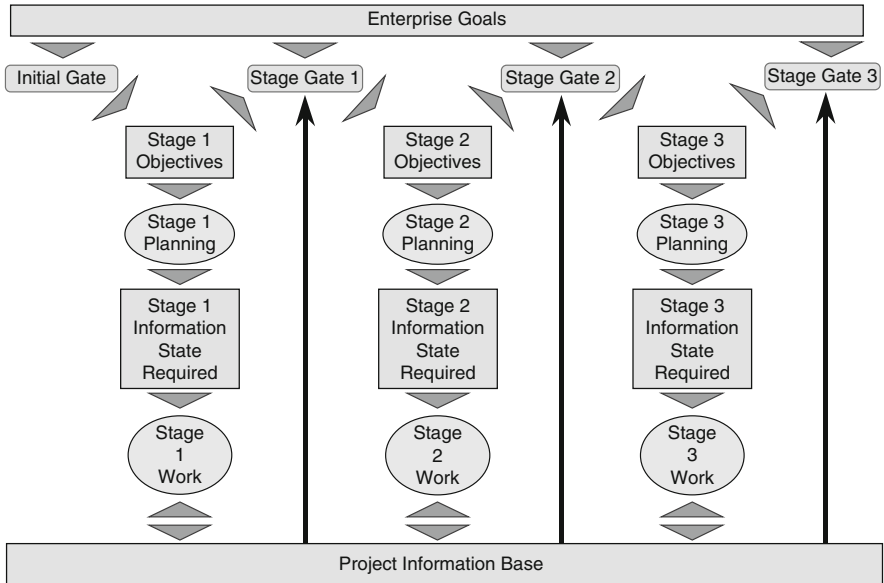 Enterprise Goals
Initial Gate
Stage Gate 1
Stage Gate 2
Stage Gate 3
Stage 1
Objectives
Stage 2
Objectives
Stage 3
Objectives
Stage 1
Planning
Stage 2
Planning
Stage 3
Planning
Stage 1
Information
State
Required
Stage 2
Information
State
Required
Stage 3
Information
State
Required
Stage
1
Work
Stage
2
Work
Stage
3
Work
Project Information Base